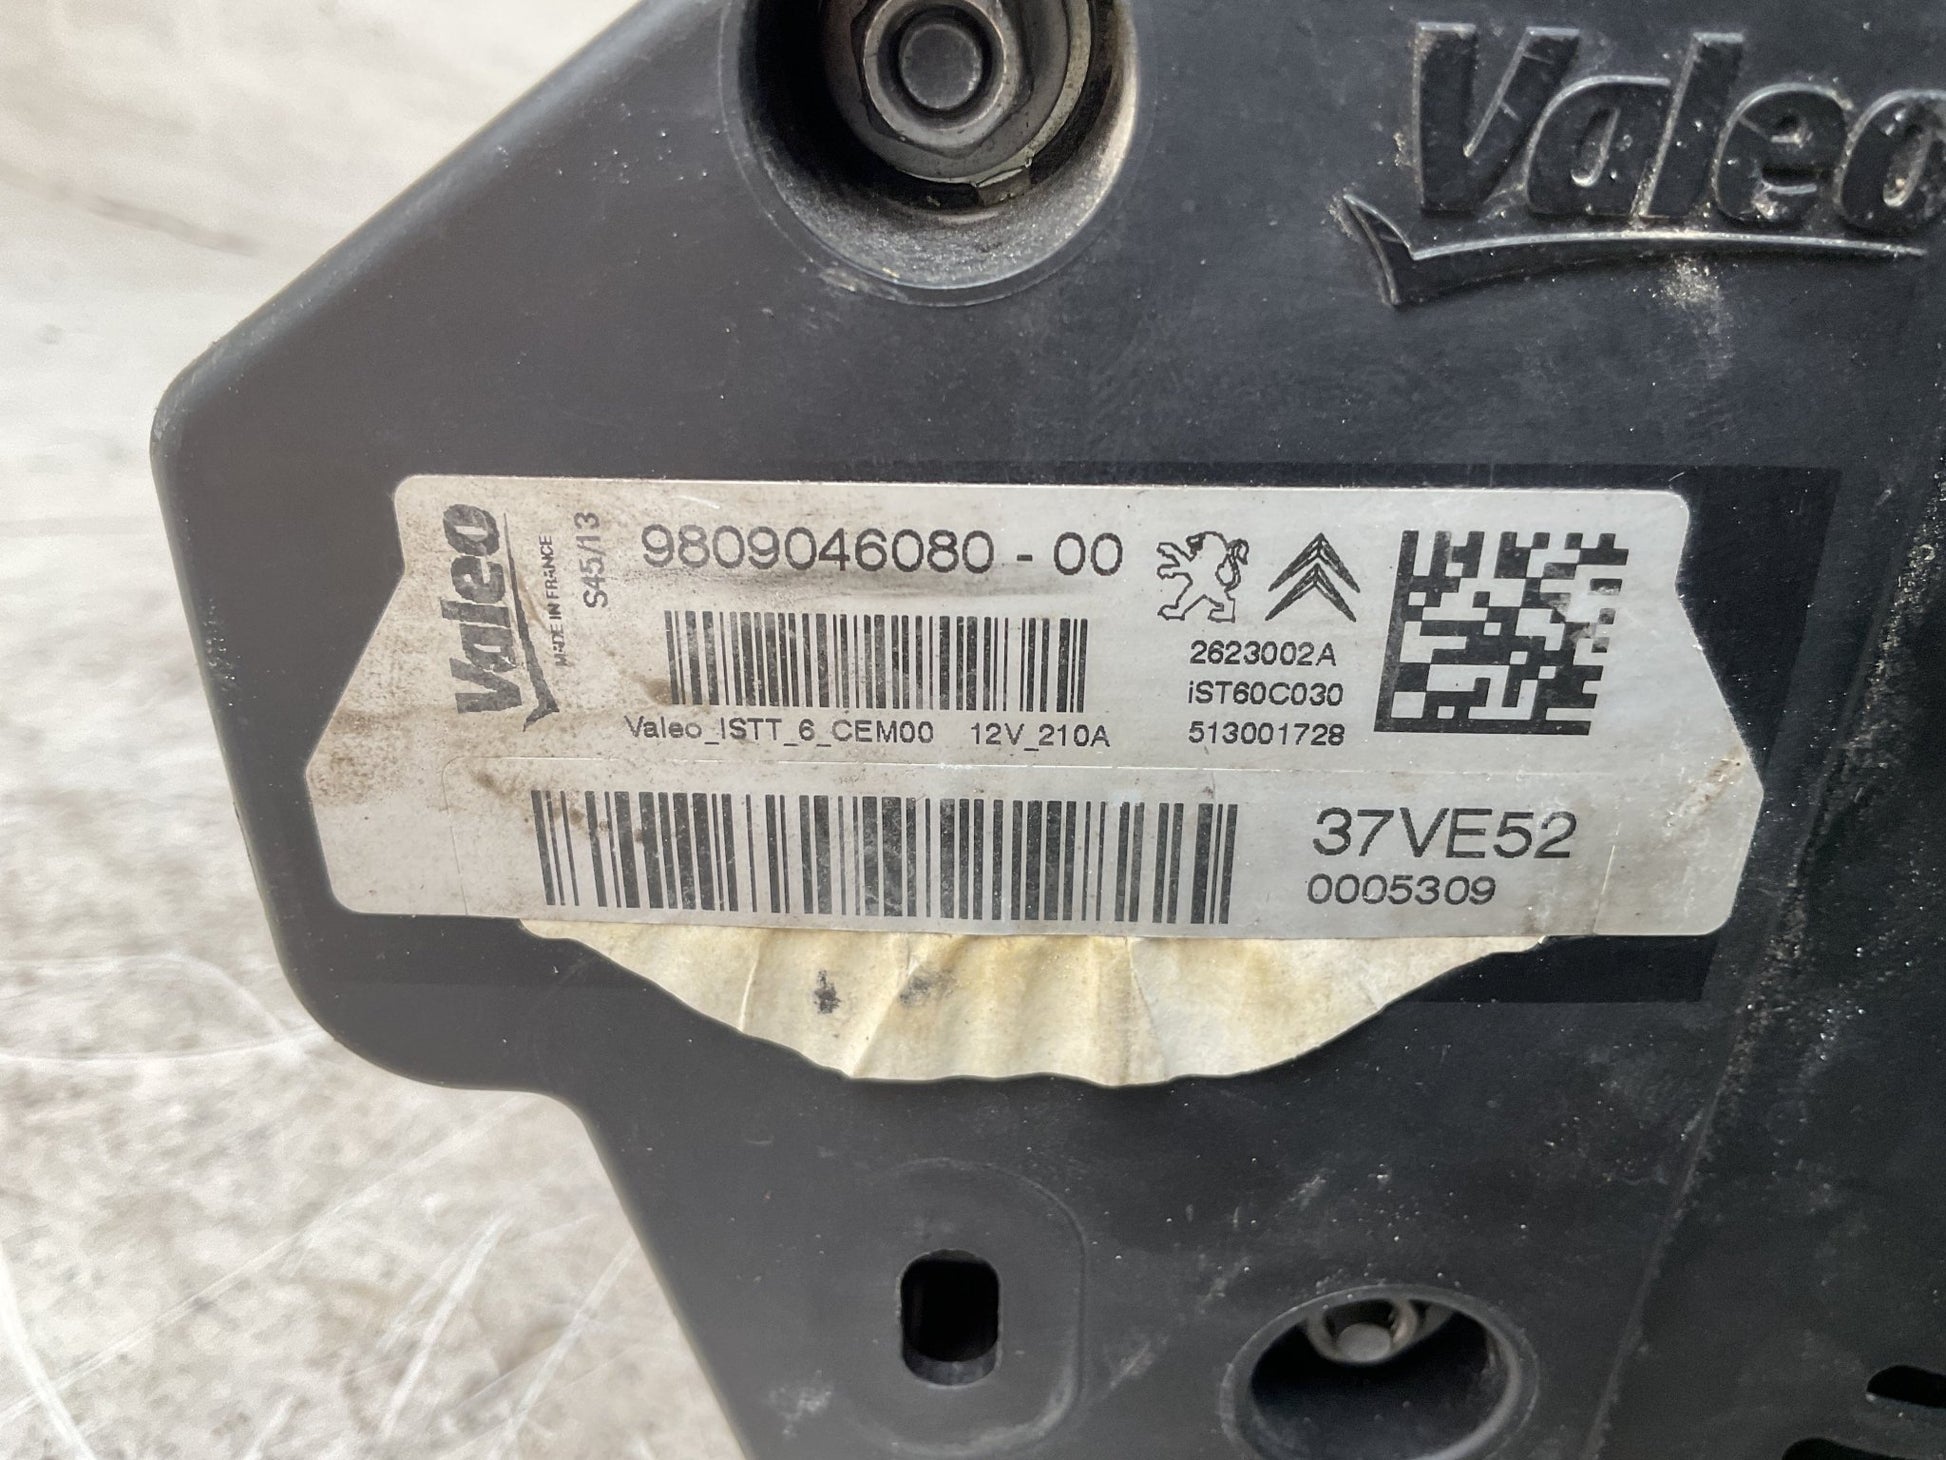 Valeo
Valeo
MADE IN FRANCE
S45/13
9809046080 - 00
2623002A
iST60C030
Valeo_ISTT_6_CEM00 12V_210A
513001728
37VE52
0005309